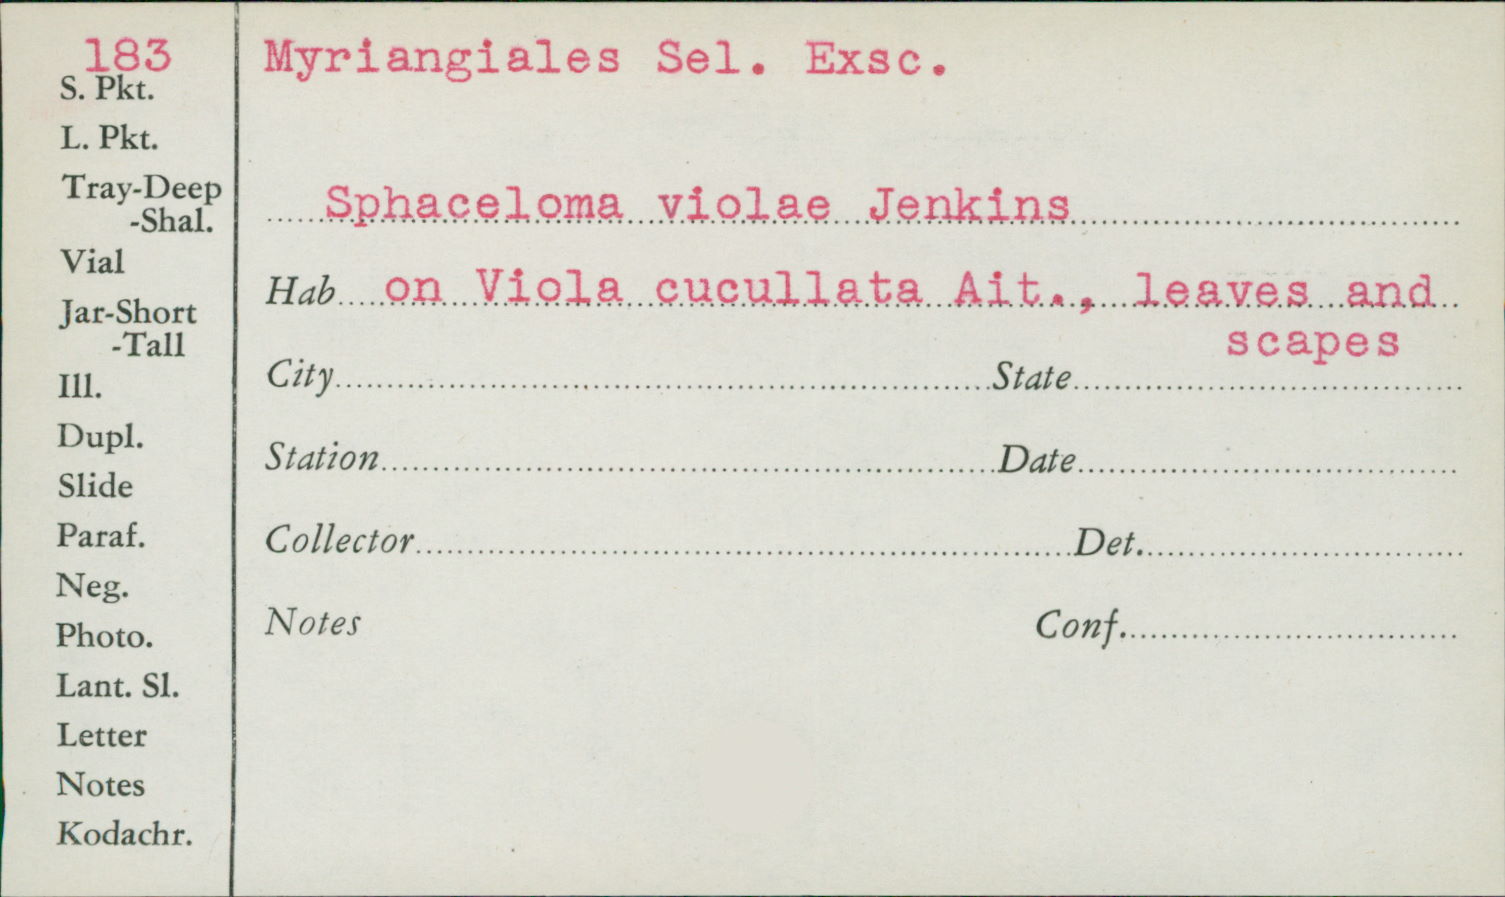 183
S. Pkt.
L. Pkt.
Tray-Deep
-Shal.
Vial
Jar-Short
-Tall
Ill.
Dupl.
Slide
Paraf.
Neg.
Photo.
Lant. Sl.
Letter
Notes
Kodachr.
Myriangiales Sel. Exsc.
Sphaceloma violae Jenkins
Hab on Viola cucullata Ait., leaves and
scapes
City State
Station Date
Collector Det.
Notes Conf.